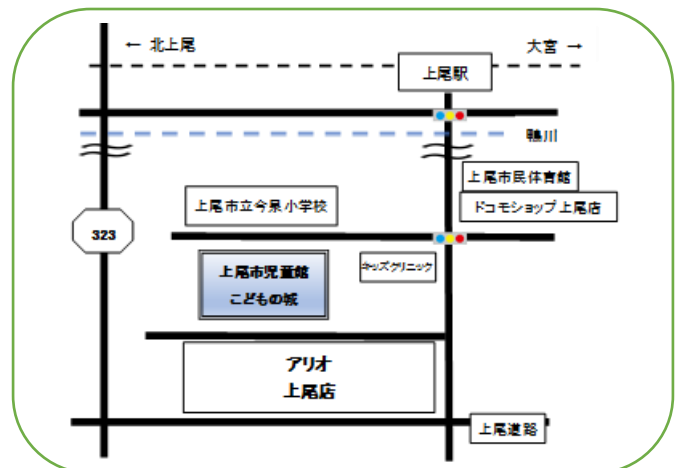 ← 北上尾
大宮 →
上尾駅
鴨川
上尾市民体育館
上尾市立今泉小学校
ドコモショップ上尾店
323
上尾市児童館
こどもの城
キッズクリニック
アリオ
上尾店
上尾道路